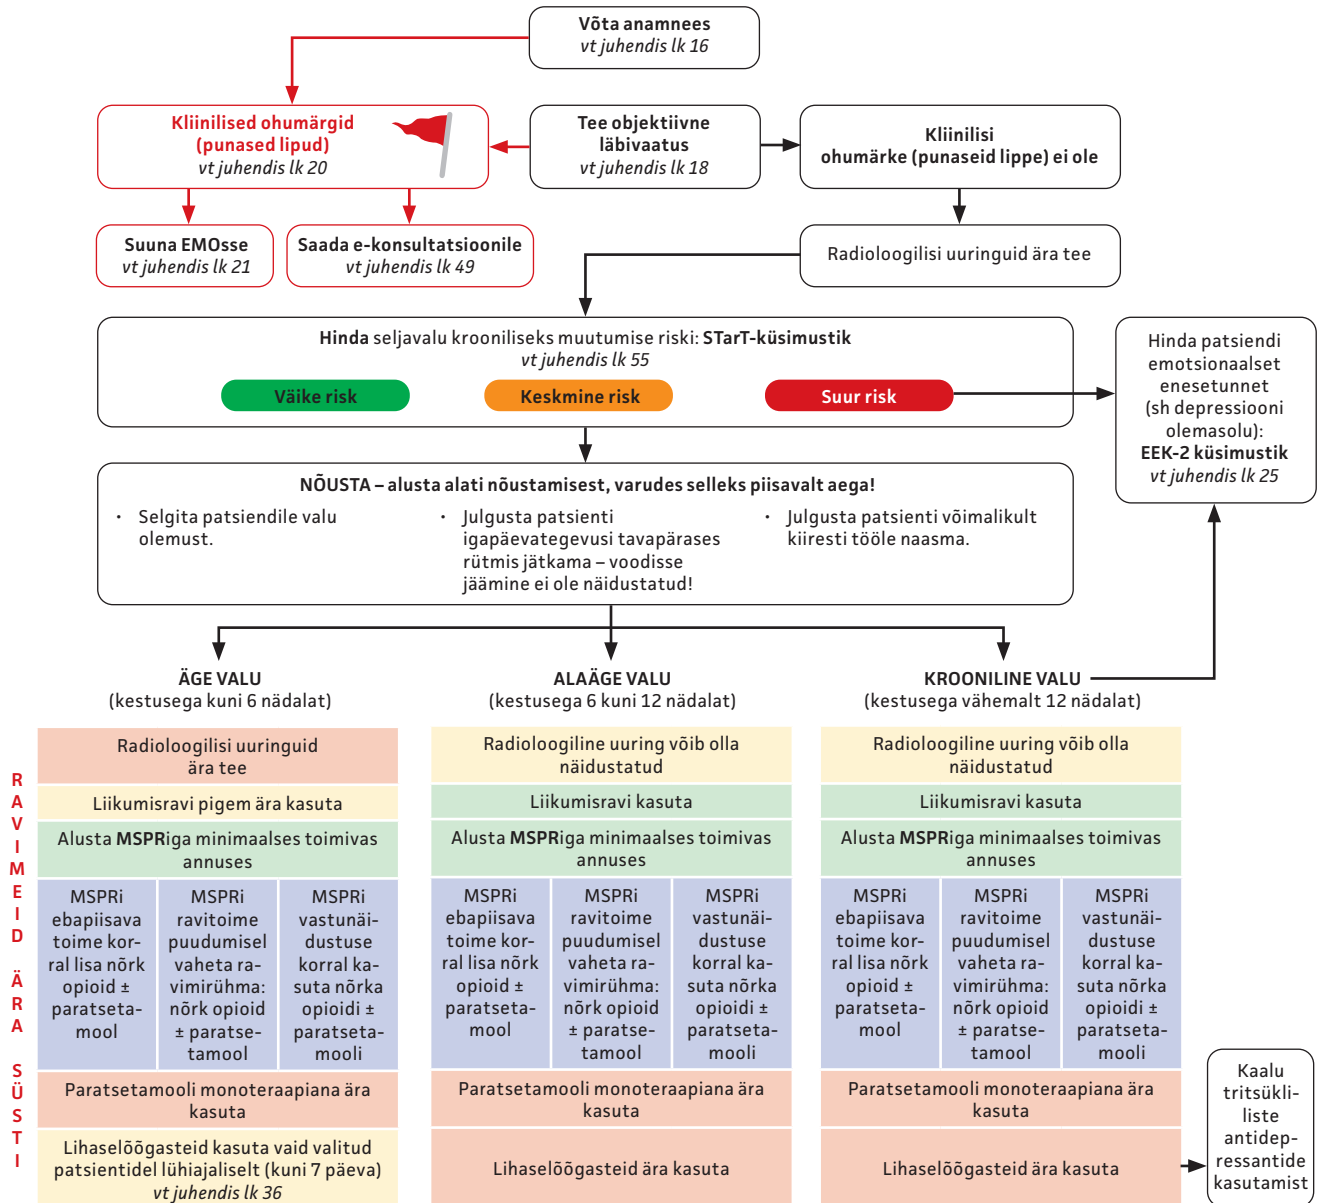 Võta anamnees
vt juhendis lk 16
Kliinilised ohumärgid
(punased lipud)
vt juhendis lk 20
Tee objektiivne
läbivaatus
vt juhendis lk 18
Kliinilisi
ohumärke (punaseid lippe) ei ole
Suuna EMOsse
vt juhendis lk 21
Saada e-konsultatsioonile
vt juhendis lk 49
Radioloogilisi uuringuid ära tee
Hinda seljavalu krooniliseks muutumise riski: STarT-küsimustik
vt juhendis lk 55
Väike risk
Keskmine risk
Suur risk
Hinda patsiendi
emotsionaalset
enesetunnet
(sh depressiooni
olemasolu):
EEK-2 küsimustik
vt juhendis lk 25
NÕUSTA – alusta alati nõustamisest, varudes selleks piisavalt aega!
• Selgita patsiendile valu
olemust.
• Julgusta patsienti
igapäevategevusi tavapärases
rütmis jätkama – voodisse
jäämine ei ole näidustatud!
• Julgusta patsienti võimalikult
kiiresti tööle naasma.
ÄGE VALU
(kestusega kuni 6 nädalat)
ALAÄGE VALU
(kestusega 6 kuni 12 nädalat)
KROONILINE VALU
(kestusega vähemalt 12 nädalat)
RAVIMEID ÄRA SÜSTI
Radioloogilisi uuringuid
ära tee
Liikumisravi pigem ära kasuta
Alusta MSPRiga minimaalses toimivas
annuses
MSPRi
ebapiisava
toime kor-
ral lisa nõrk
opioid ±
paratseta-
mool
MSPRi
ravitoime
puudumisel
vaheta ra-
vimirühma:
nõrk opioid
± paratse-
tamool
MSPRi
vastunäi-
dustuse
korral ka-
suta nõrka
opioidi ±
paratseta-
mooli
Paratsetamooli monoteraapiana ära
kasuta
Lihaselõõgasteid kasuta vaid valitud
patsientidel lühiajaliselt (kuni 7 päeva)
vt juhendis lk 36
Radioloogiline uuring võib olla
näidustatud
Liikumisravi kasuta
Alusta MSPRiga minimaalses toimivas
annuses
MSPRi
ebapiisava
toime kor-
ral lisa nõrk
opioid ±
paratseta-
mool
MSPRi
ravitoime
puudumisel
vaheta ra-
vimirühma:
nõrk opioid
± paratse-
tamool
MSPRi
vastunäi-
dustuse
korral ka-
suta nõrka
opioidi ±
paratseta-
mooli
Paratsetamooli monoteraapiana ära
kasuta
Lihaselõõgasteid ära kasuta
Radioloogiline uuring võib olla
näidustatud
Liikumisravi kasuta
Alusta MSPRiga minimaalses toimivas
annuses
MSPRi
ebapiisava
toime kor-
ral lisa nõrk
opioid ±
paratseta-
mool
MSPRi
ravitoime
puudumisel
vaheta ra-
vimirühma:
nõrk opioid
± paratse-
tamool
MSPRi
vastunäi-
dustuse
korral ka-
suta nõrka
opioidi ±
paratseta-
mooli
Paratsetamooli monoteraapiana ära
kasuta
Lihaselõõgasteid ära kasuta
Kaalu
tritsükli-
liste
antidep-
ressantide
kasutamist